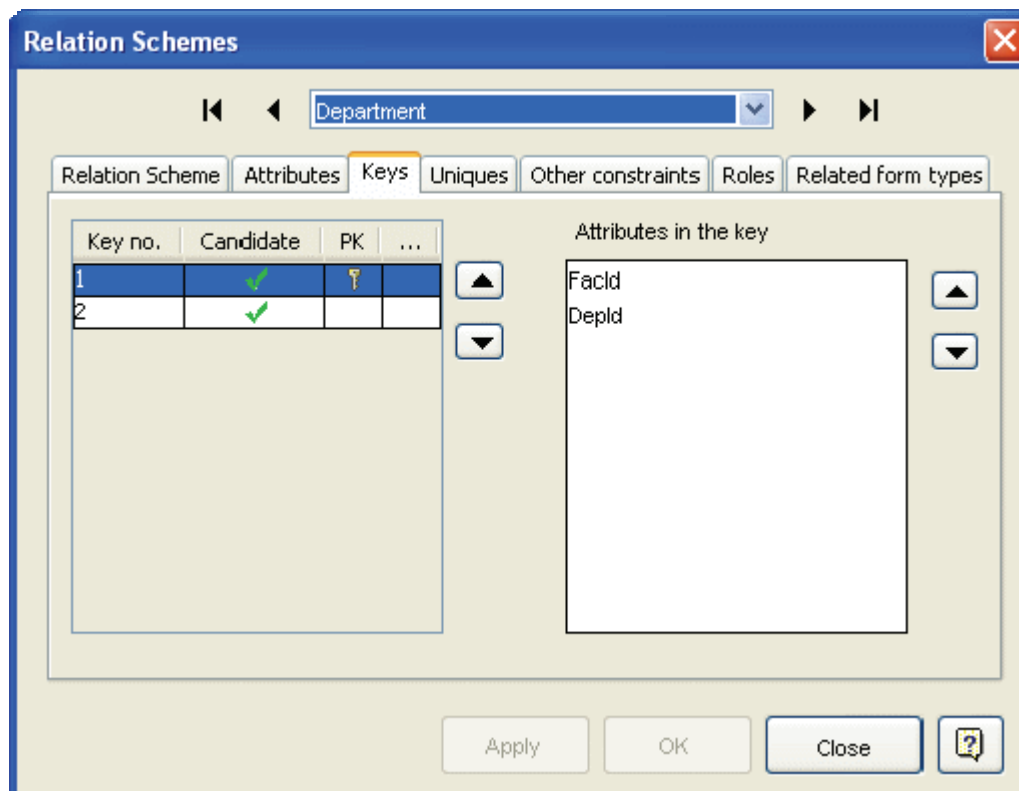 Relation Schemes
Department
Relation Scheme Attributes Keys Uniques Other constraints Roles Related form types
Key no. Candidate PK ...
1
2
Attributes in the key
FacId
DepId
Apply OK Close ?